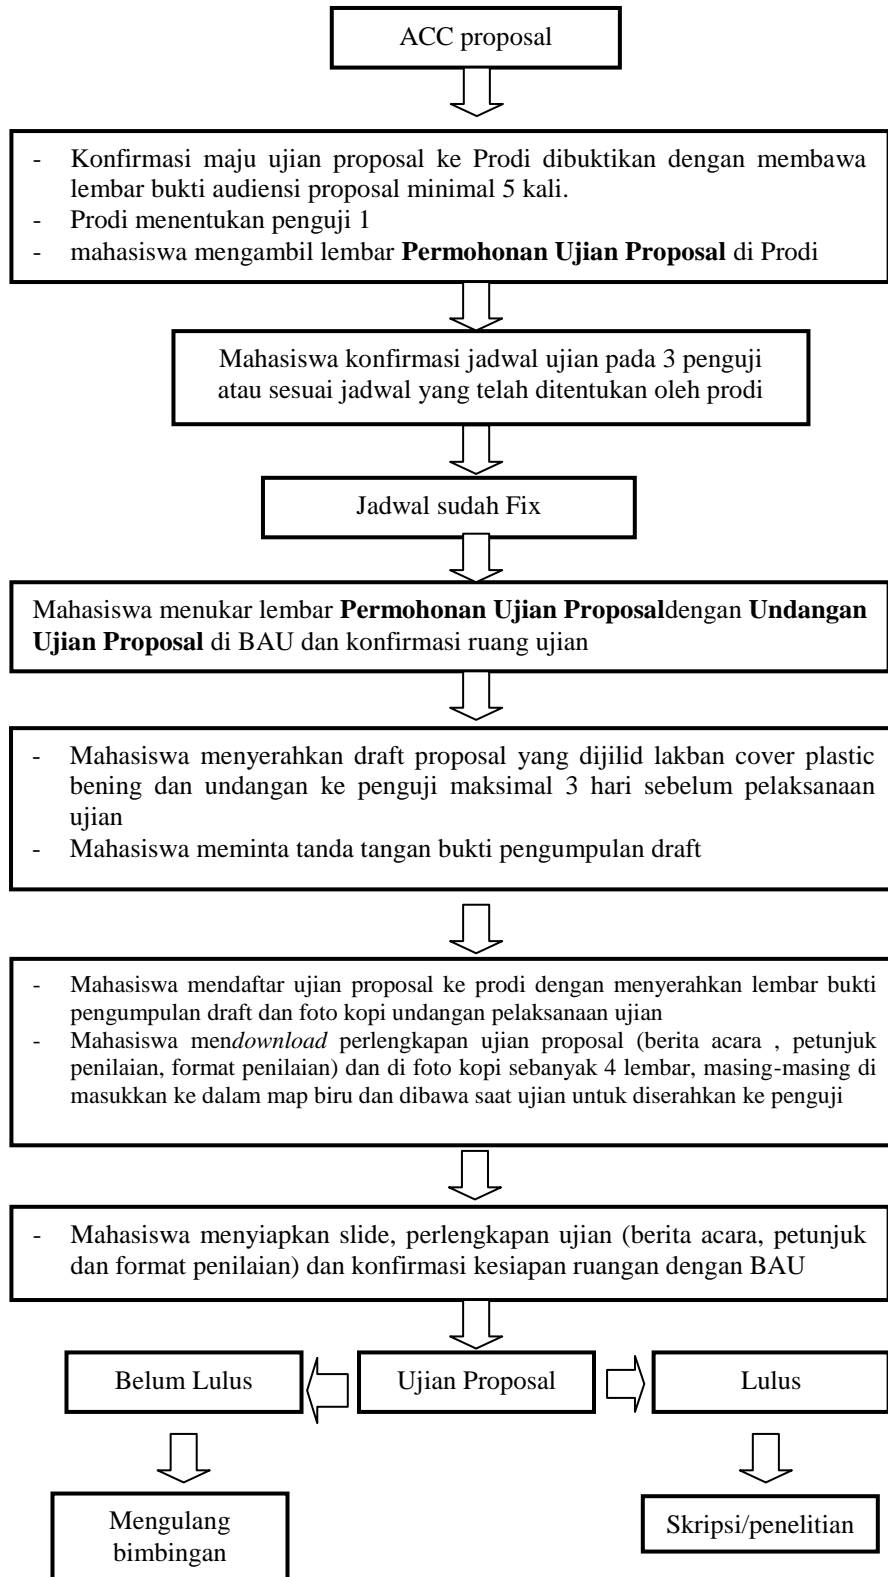 ACC proposal
- Konfirmasi maju ujian proposal ke Prodi dibuktikan dengan membawa
lembar bukti audiensi proposal minimal 5 kali.
- Prodi menentukan penguji 1
- mahasiswa mengambil lembar Permohonan Ujian Proposal di Prodi
Mahasiswa konfirmasi jadwal ujian pada 3 penguji
atau sesuai jadwal yang telah ditentukan oleh prodi
Jadwal sudah Fix
Mahasiswa menukar lembar Permohonan Ujian Proposaldengan Undangan
Ujian Proposal di BAU dan konfirmasi ruang ujian
- Mahasiswa menyerahkan draft proposal yang dijilid lakban cover plastic
bening dan undangan ke penguji maksimal 3 hari sebelum pelaksanaan
ujian
- Mahasiswa meminta tanda tangan bukti pengumpulan draft
- Mahasiswa mendaftar ujian proposal ke prodi dengan menyerahkan lembar bukti
pengumpulan draft dan foto kopi undangan pelaksanaan ujian
- Mahasiswa mendownload perlengkapan ujian proposal (berita acara , petunjuk
penilaian, format penilaian) dan di foto kopi sebanyak 4 lembar, masing-masing di
masukkan ke dalam map biru dan dibawa saat ujian untuk diserahkan ke penguji
- Mahasiswa menyiapkan slide, perlengkapan ujian (berita acara, petunjuk
dan format penilaian) dan konfirmasi kesiapan ruangan dengan BAU
Belum Lulus
Ujian Proposal
Lulus
Mengulang
bimbingan
Skripsi/penelitian